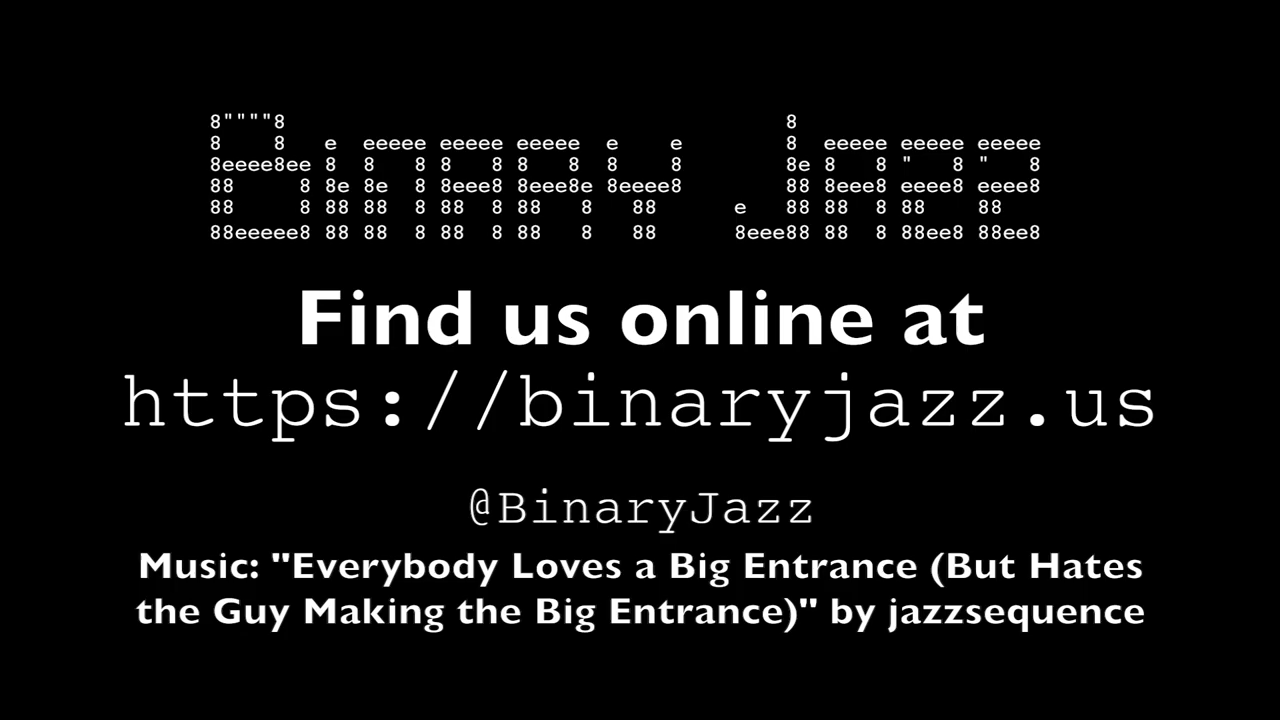 Binary Jazz
Find us online at
https://binaryjazz.us
@BinaryJazz
Music: "Everybody Loves a Big Entrance (But Hates
the Guy Making the Big Entrance)" by jazzsequence